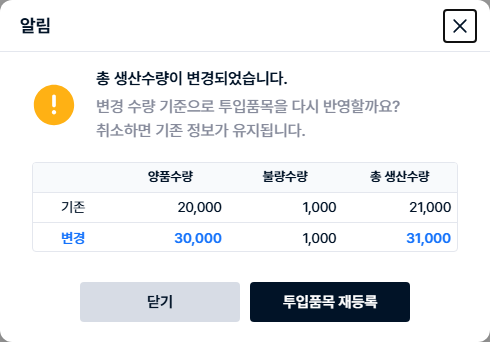 알림
총 생산수량이 변경되었습니다.
변경 수량 기준으로 투입품목을 다시 반영할까요?
취소하면 기존 정보가 유지됩니다.
양품수량 불량수량 총 생산수량
기존 20,000 1,000 21,000
변경 30,000 1,000 31,000
닫기 투입품목 재등록